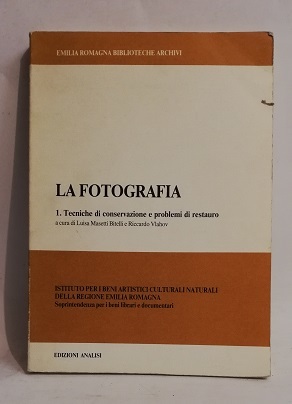 EMILIA ROMAGNA BIBLIOTECHE ARCHIVI
LA FOTOGRAFIA
1. Tecniche di conservazione e problemi di restauro
a cura di Luisa Masetti Bitelli e Riccardo Vlahov
ISTITUTO PER I BENI ARTISTICI CULTURALI NATURALI
DELLA REGIONE EMILIA ROMAGNA
Soprintendenza per i beni librari e documentari
EDIZIONI ANALISI